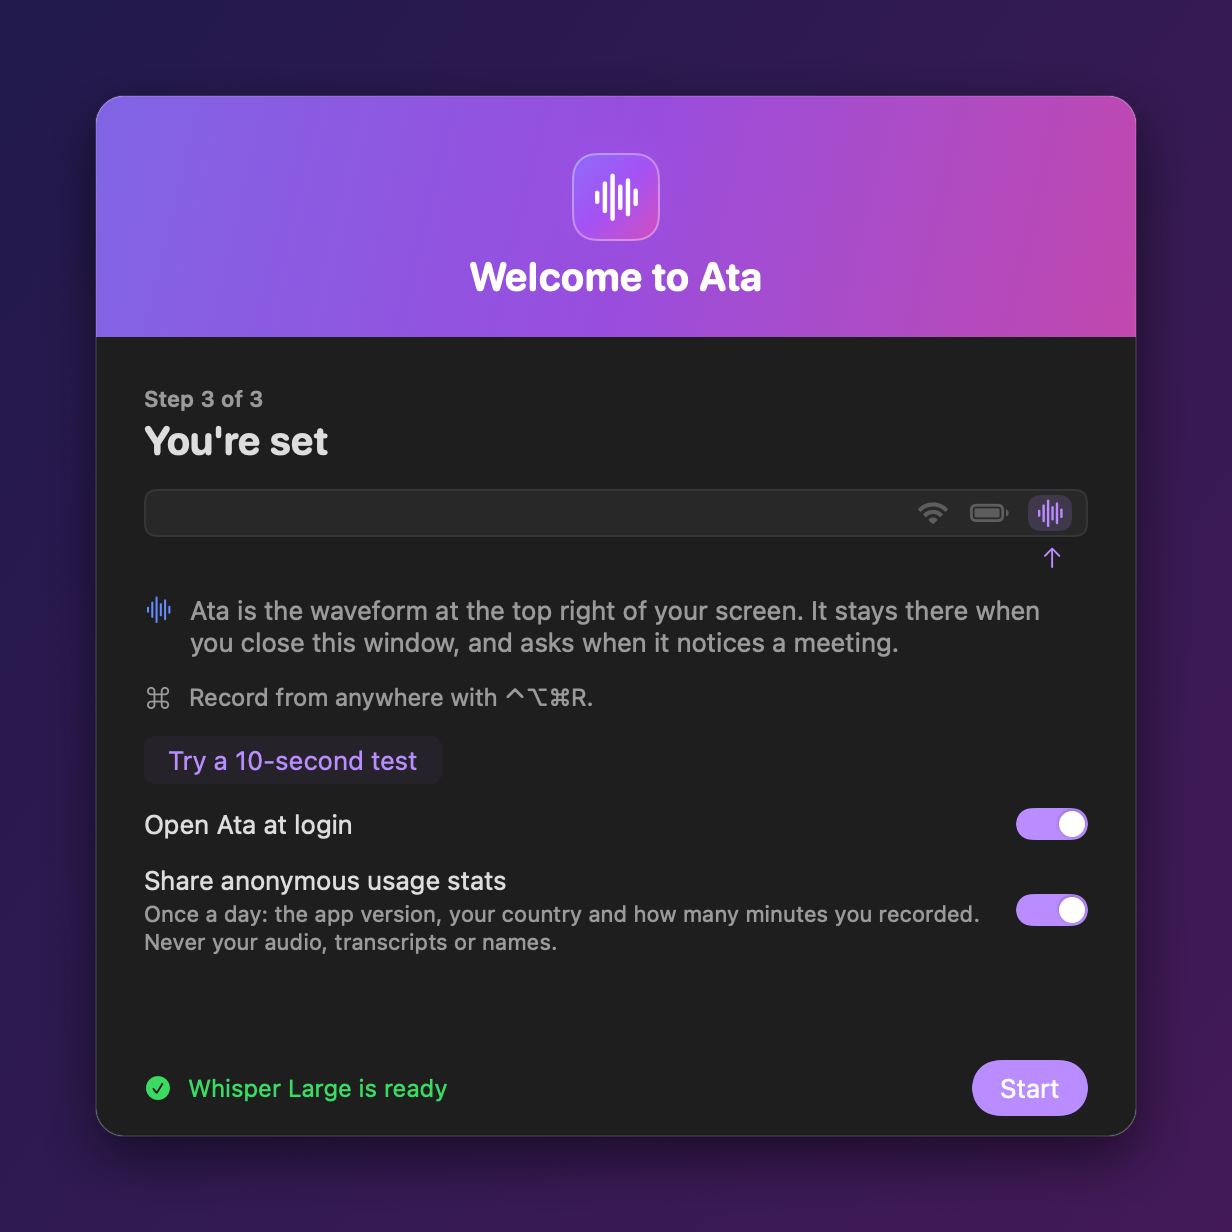 Welcome to Ata
Step 3 of 3
You're set
Ata is the waveform at the top right of your screen. It stays there when
you close this window, and asks when it notices a meeting.
Record from anywhere with ⌃⌥⌘R.
Try a 10-second test
Open Ata at login
Share anonymous usage stats
Once a day: the app version, your country and how many minutes you recorded.
Never your audio, transcripts or names.
Whisper Large is ready
Start